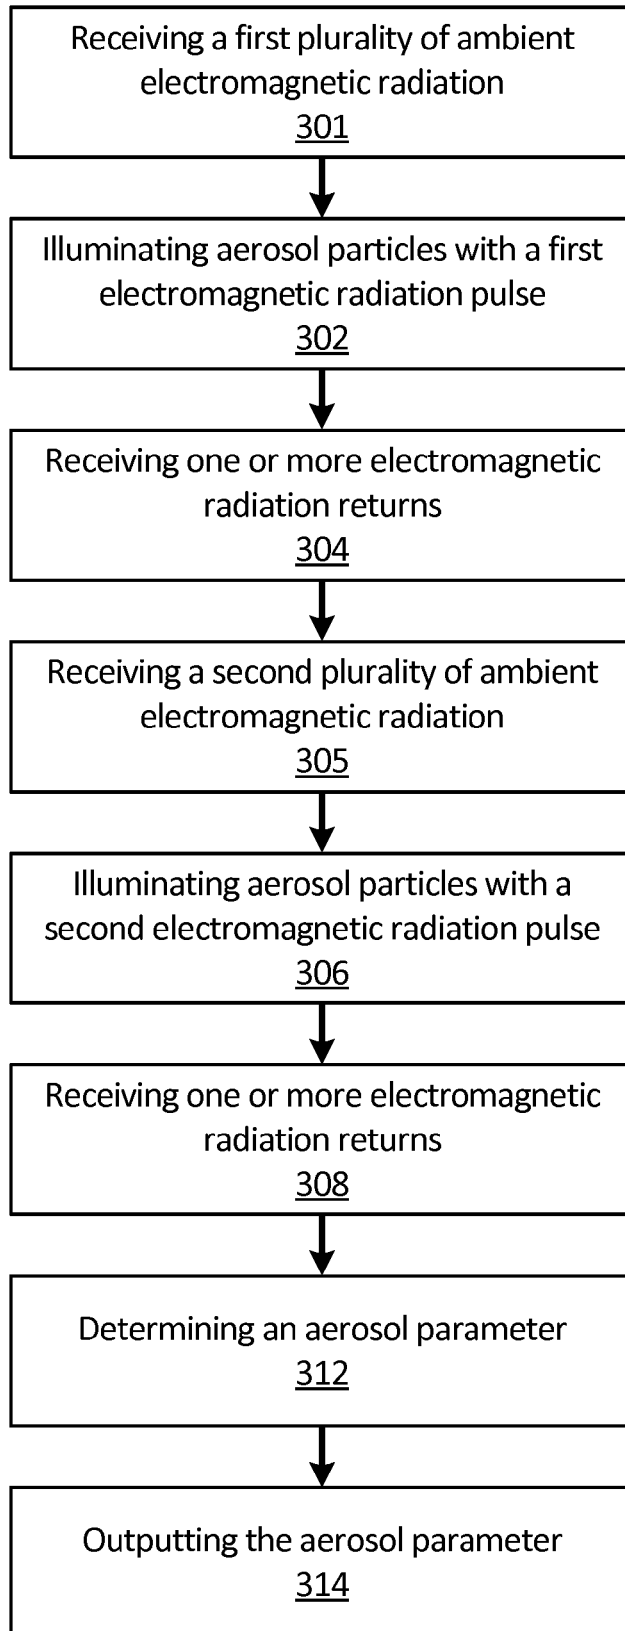 Receiving a first plurality of ambient
electromagnetic radiation
301
Illuminating aerosol particles with a first
electromagnetic radiation pulse
302
Receiving one or more electromagnetic
radiation returns
304
Receiving a second plurality of ambient
electromagnetic radiation
305
Illuminating aerosol particles with a
second electromagnetic radiation pulse
306
Receiving one or more electromagnetic
radiation returns
308
Determining an aerosol parameter
312
Outputting the aerosol parameter
314